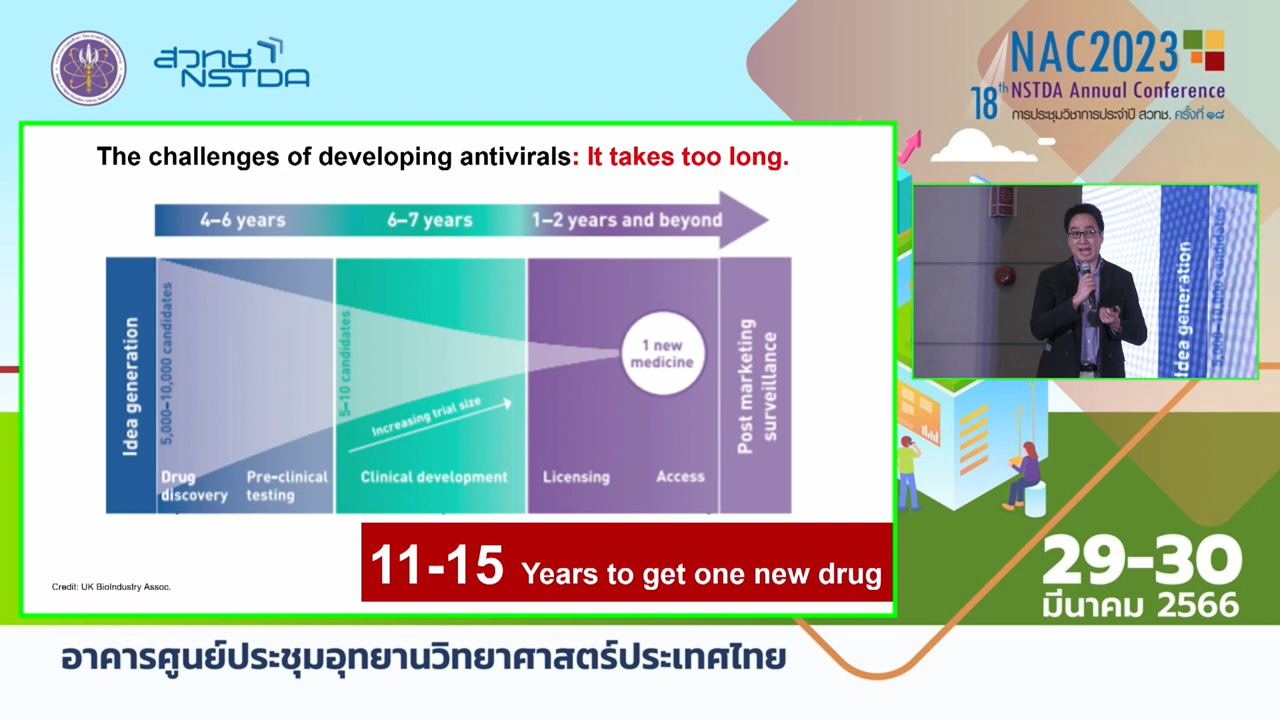 สวทช
NSTDA
NAC2023
18th NSTDA Annual Conference
การประชุมวิชาการประจำปี สวทช. ครั้งที่ ๑๘
The challenges of developing antivirals: It takes too long.
4–6 years
6–7 years
1–2 years and beyond
Idea generation
5,000–10,000 candidates
5–10 candidates
Increasing trial size
1 new
medicine
Post marketing
surveillance
Drug
discovery
Pre-clinical
testing
Clinical development
Licensing
Access
11-15 Years to get one new drug
Credit: UK BioIndustry Assoc.
Idea generation
5,000–10,000 candidates
29-30
มีนาคม 2566
อาคารศูนย์ประชุมอุทยานวิทยาศาสตร์ประเทศไทย